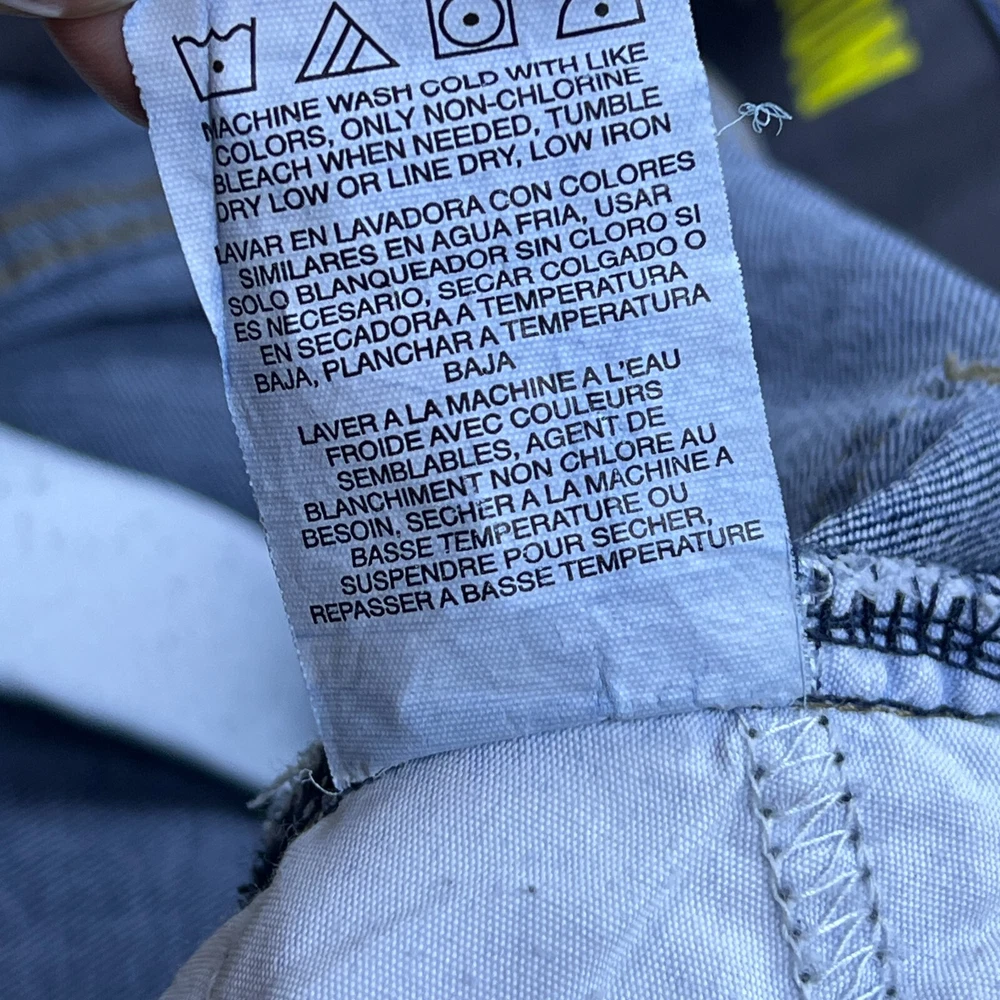 MACHINE WASH COLD WITH LIKE
COLORS, ONLY NON-CHLORINE
BLEACH WHEN NEEDED, TUMBLE
DRY LOW OR LINE DRY, LOW IRON
LAVAR EN LAVADORA CON COLORES
SIMILARES EN AGUA FRIA, USAR
SOLO BLANQUEADOR SIN CLORO SI
ES NECESARIO, SECAR COLGADO O
EN SECADORA A TEMPERATURA
BAJA, PLANCHAR A TEMPERATURA
BAJA
LAVER A LA MACHINE A L'EAU
FROIDE AVEC COULEURS
SEMBLABLES, AGENT DE
BLANCHIMENT NON CHLORE AU
BESOIN, SECHER A LA MACHINE A
BASSE TEMPERATURE OU
SUSPENDRE POUR SECHER,
REPASSER A BASSE TEMPERATURE